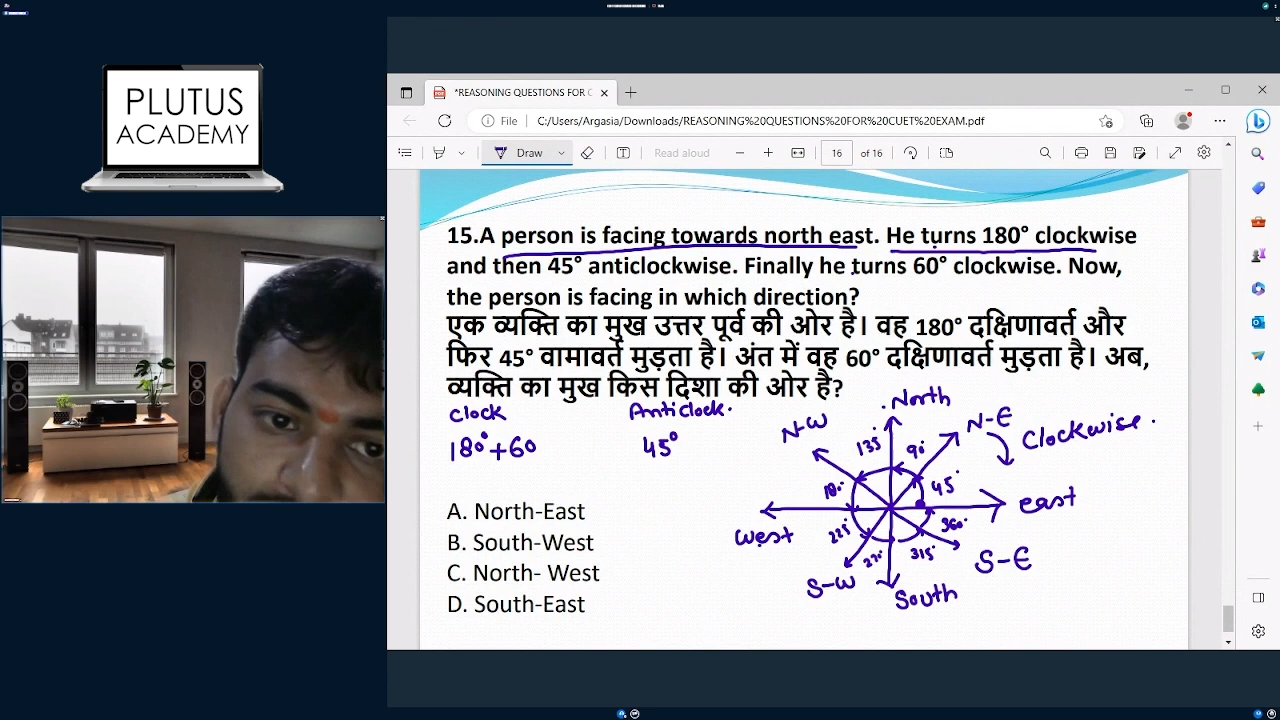 PLUTUS
ACADEMY
*REASONING QUESTIONS FOR C
File
C:/Users/Argasia/Downloads/REASONING%20QUESTIONS%20FOR%20CUET%20EXAM.pdf
Draw
Read aloud
16
of 16
15.A person is facing towards north east. He turns 180° clockwise
and then 45° anticlockwise. Finally he turns 60° clockwise. Now,
the person is facing in which direction?
एक व्यक्ति का मुख उत्तर पूर्व की ओर है। वह 180° दक्षिणावर्त और
फिर 45° वामावर्त मुड़ता है। अंत में वह 60° दक्षिणावर्त मुड़ता है। अब,
व्यक्ति का मुख किस दिशा की ओर है?
Clock
Anticlock.
180°+60
45°
North
N-W
N-E
Clockwise.
135°
90°
45°
180°
West
east
225°
270°
315°
360°
S-W
South
S-E
A. North-East
B. South-West
C. North- West
D. South-East